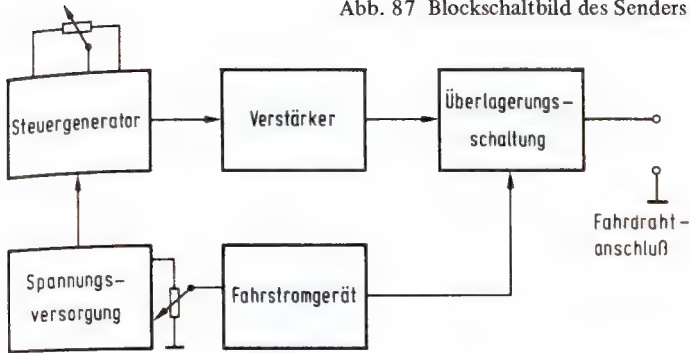 Abb. 87 Blockschaltbild des Senders
Steuergenerator
Verstärker
Überlagerungs-
schaltung
Fahrdraht-
anschluß
Spannungs-
versorgung
Fahrstromgerät